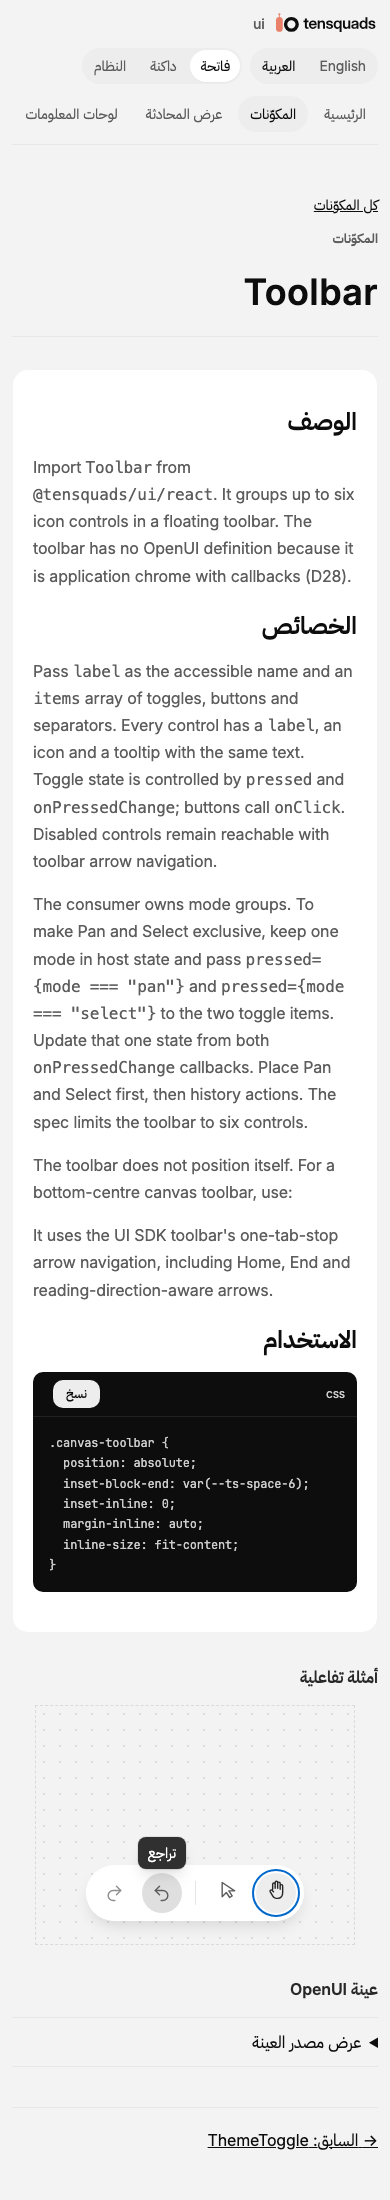 tensquads ui
English العربية فاتحة داكنة النظام
الرئيسية المكوّنات عرض المحادثة لوحات المعلومات
كل المكوّنات
المكوّنات
Toolbar
الوصف
Import Toolbar from
@tensquads/ui/react. It groups up to six
icon controls in a floating toolbar. The
toolbar has no OpenUI definition because it
is application chrome with callbacks (D28).
الخصائص
Pass label as the accessible name and an
items array of toggles, buttons and
separators. Every control has a label, an
icon and a tooltip with the same text.
Toggle state is controlled by pressed and
onPressedChange; buttons call onClick.
Disabled controls remain reachable with
toolbar arrow navigation.
The consumer owns mode groups. To
make Pan and Select exclusive, keep one
mode in host state and pass pressed=
{mode === "pan"} and pressed={mode
=== "select"} to the two toggle items.
Update that one state from both
onPressedChange callbacks. Place Pan
and Select first, then history actions. The
spec limits the toolbar to six controls.
The toolbar does not position itself. For a
bottom-centre canvas toolbar, use:
It uses the UI SDK toolbar's one-tab-stop
arrow navigation, including Home, End and
reading-direction-aware arrows.
الاستخدام
css نسخ
.canvas-toolbar {
  position: absolute;
  inset-block-end: var(--ts-space-6);
  inset-inline: 0;
  margin-inline: auto;
  inline-size: fit-content;
}
أمثلة تفاعلية
تراجع
عينة OpenUI
عرض مصدر العينة
→ السابق: ThemeToggle